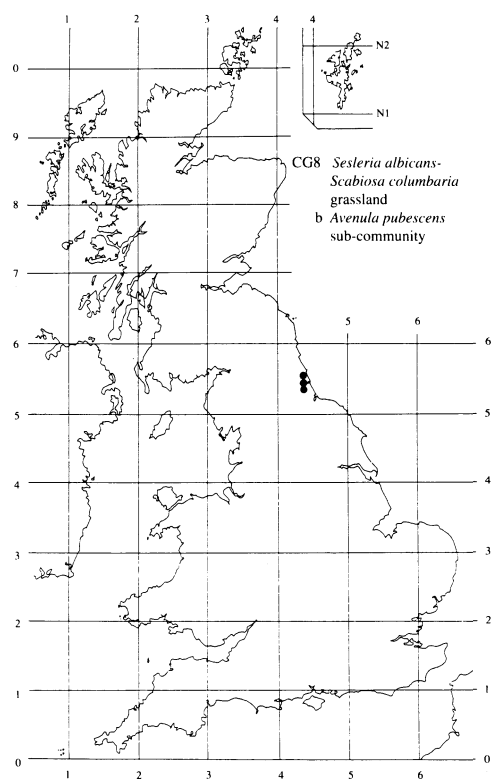 1 2 3 4
4
N2
N1
0
9
8
7
6
5
4
3
2
1
0
CG8 Sesleria albicans-
Scabiosa columbaria
grassland
b Avenula pubescens
sub-community
5 6
6
5
4
3
2
1
0
1 2 3 4 5 6